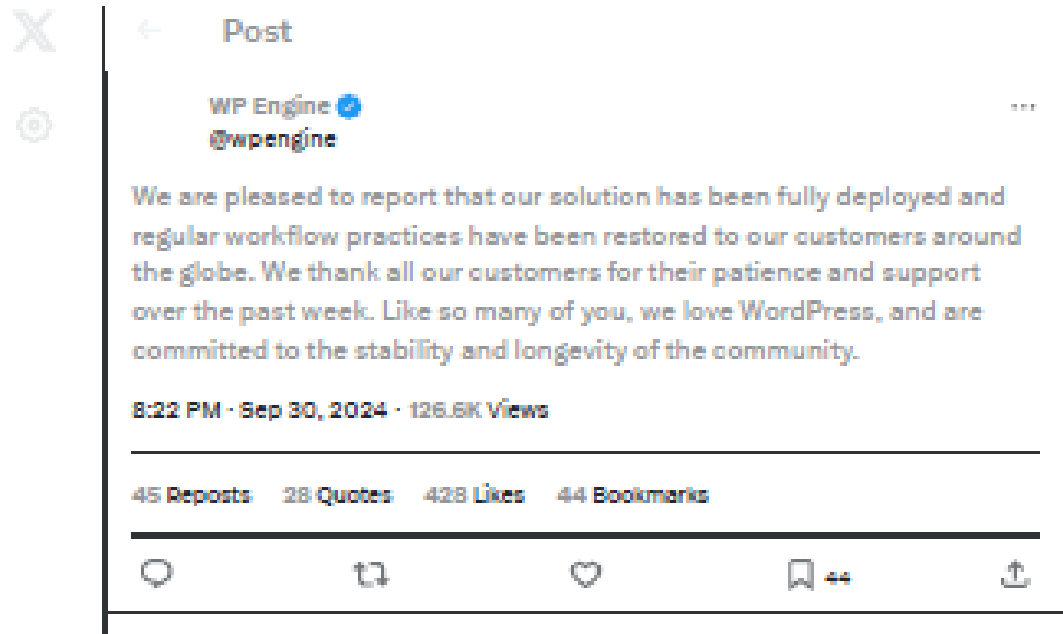 Post
WP Engine
@wpengine
We are pleased to report that our solution has been fully deployed and
regular workflow practices have been restored to our customers around
the globe. We thank all our customers for their patience and support
over the past week. Like so many of you, we love WordPress, and are
committed to the stability and longevity of the community.
8:22 PM · Sep 30, 2024 · 126.6K Views
45 Reposts 28 Quotes 428 Likes 44 Bookmarks
44